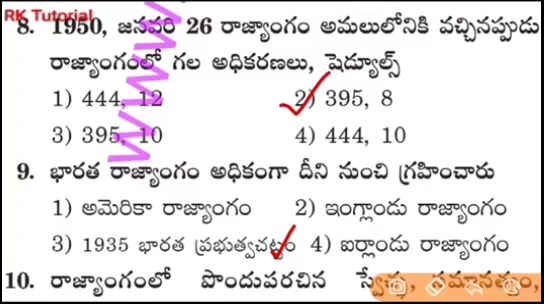 RK Tutorial
8. 1950, జనవరి 26 రాజ్యాంగం అమలులోనికి వచ్చినప్పుడు
రాజ్యాంగంలో గల అధికరణలు, షెడ్యూల్స్
1) 444, 12 2) 395, 8
3) 395, 10 4) 444, 10
9. భారత రాజ్యాంగం అధికంగా దీని నుంచి గ్రహించారు
1) అమెరికా రాజ్యాంగం 2) ఇంగ్లాండు రాజ్యాంగం
3) 1935 భారత ప్రభుత్వచట్టం 4) ఐర్లాండు రాజ్యాంగం
10. రాజ్యాంగంలో పొందుపరచిన స్వేచ్ఛ, సమానత్వం,